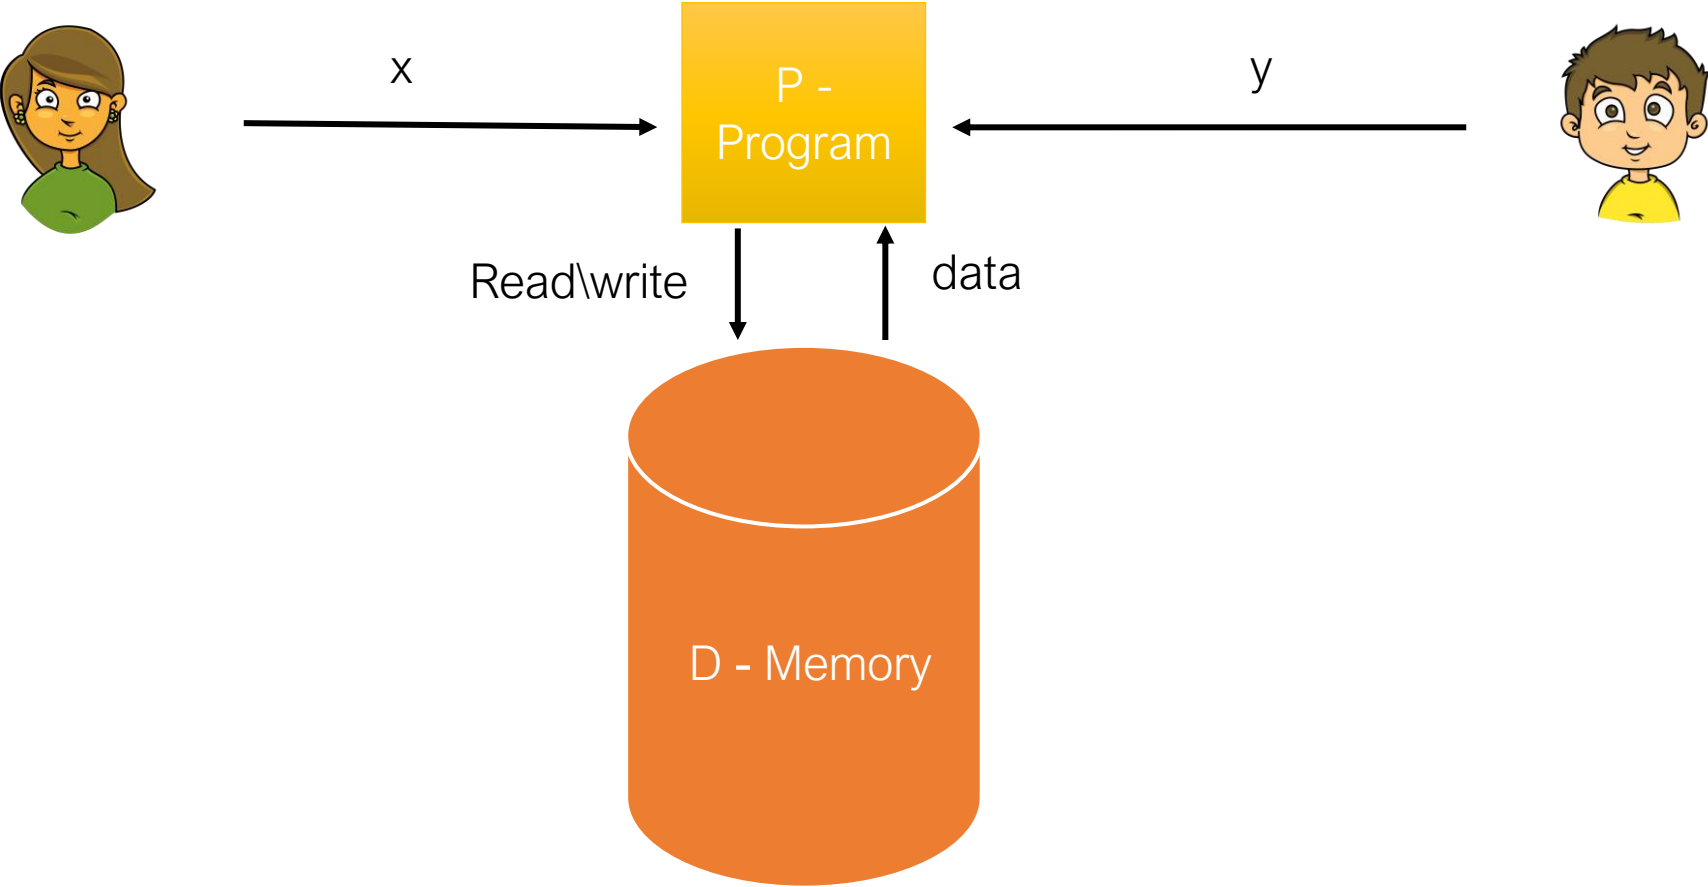 x
P -
Program
y
Read\write
data
D - Memory